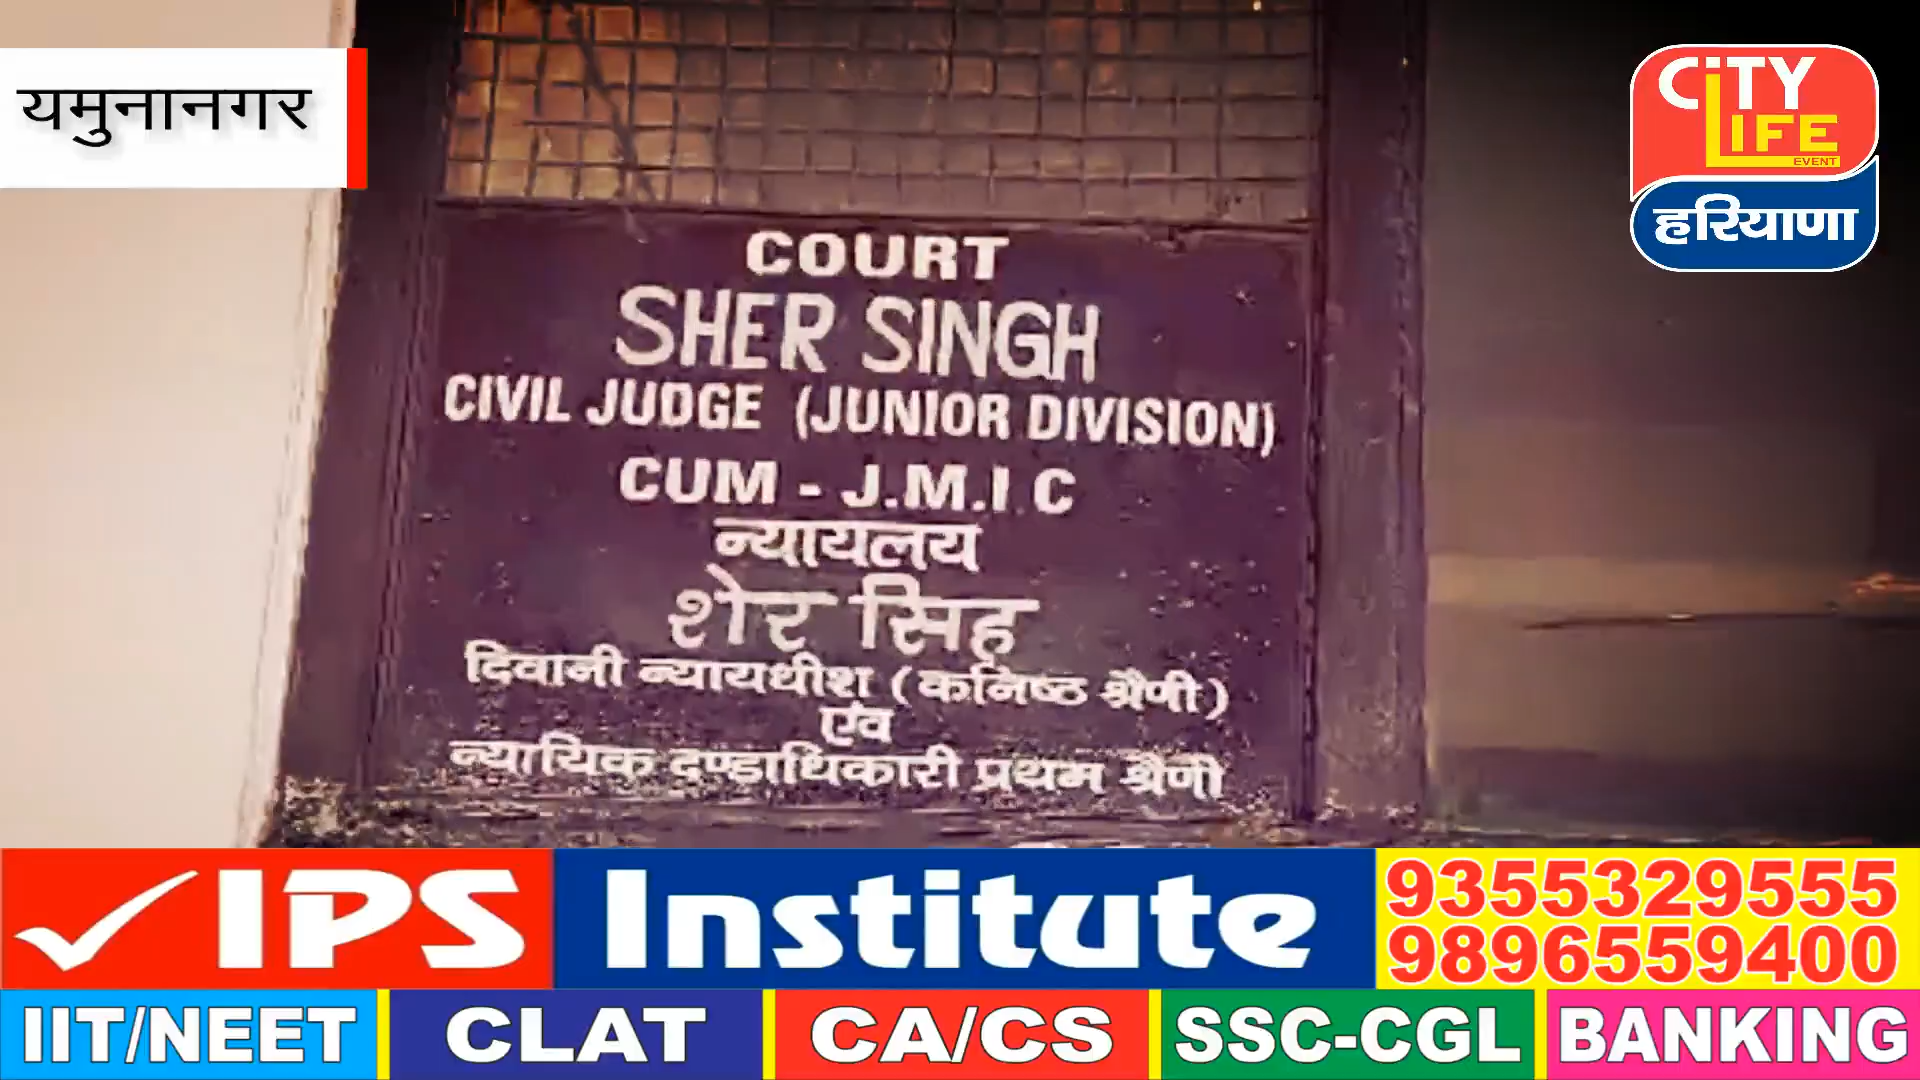 यमुनानगर
CiTY
LIFE
EVENT
हरियाणा
COURT
SHER SINGH
CIVIL JUDGE (JUNIOR DIVISION)
CUM - J.M.I.C
न्यायलय
शेर सिह
दिवानी न्यायधीश (कनिष्ठ श्रैणी)
एंव
न्यायिक दण्डाधिकारी प्रथम श्रैणी
IPS Institute
9355329555
9896559400
IIT/NEET CLAT CA/CS SSC-CGL BANKING